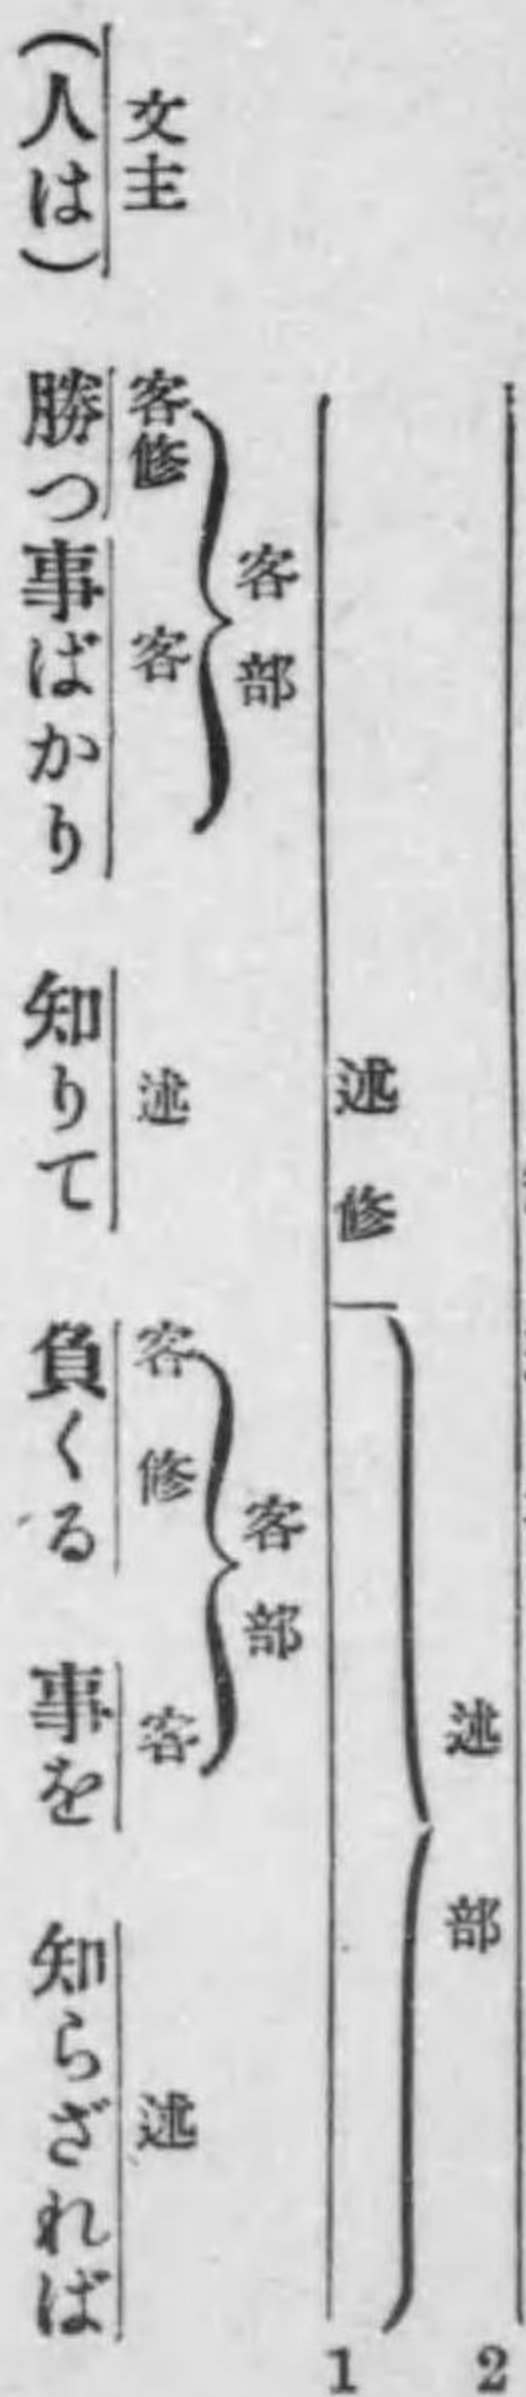 2
述部
1
述修
客部 客部
文主 客修 客 述 客修 客 述
(人は) 勝つ事ばかり 知りて 負くる 事を 知らざれば